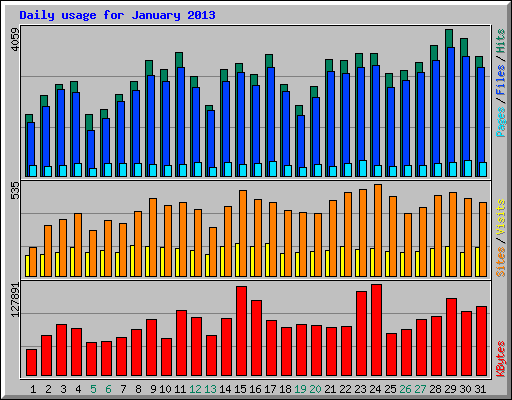 Daily usage for January 2013
4059
Pages / Files / Hits
535
Sites / Visits
127891
KBytes
1 2 3 4 5 6 7 8 9 10 11 12 13 14 15 16 17 18 19 20 21 22 23 24 25 26 27 28 29 30 31